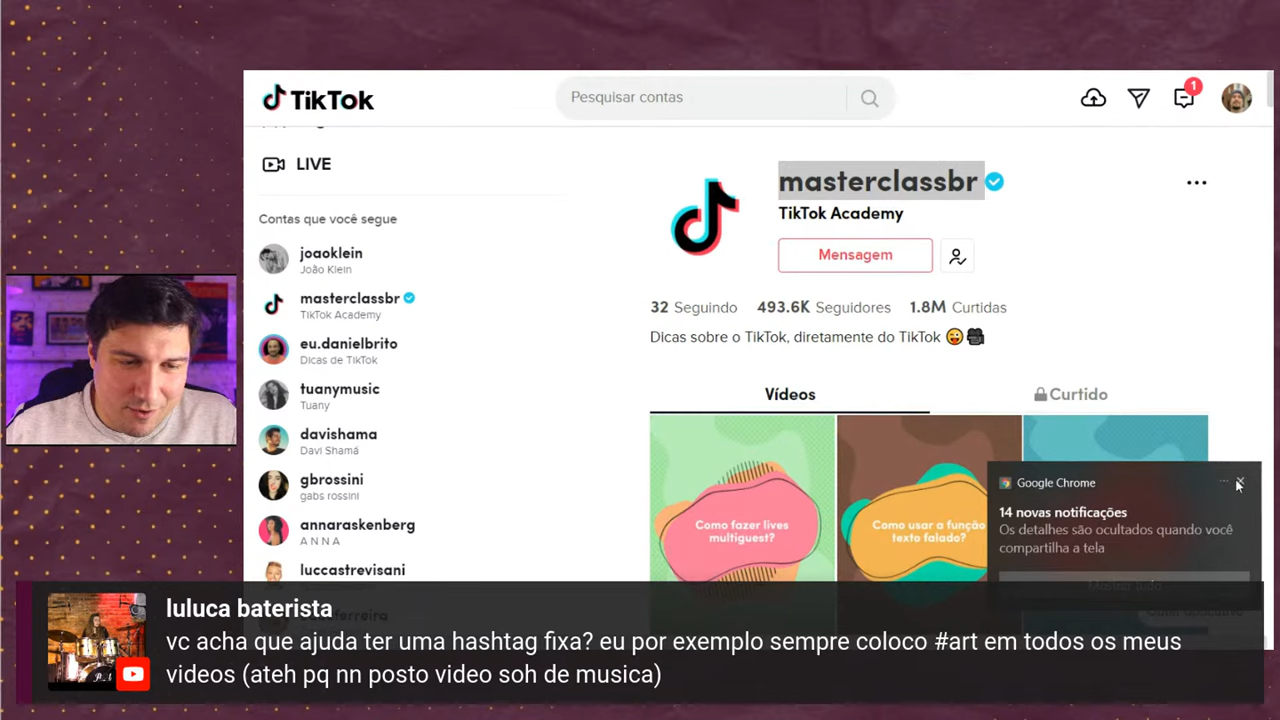 TikTok
Pesquisar contas
1
LIVE
Contas que você segue
joaoklein
João Klein
masterclassbr
TikTok Academy
eu.danielbrito
Dicas de TikTok
tuanymusic
Tuany
davishama
Davi Shamá
gbrossini
gabs rossini
annaraskenberg
A N N A
luccastrevisani
masterclassbr
TikTok Academy
Mensagem
32 Seguindo 493.6K Seguidores 1.8M Curtidas
Dicas sobre o TikTok, diretamente do TikTok 😜🎥
Vídeos
Curtido
Como fazer lives
multiguest?
Como usar a função
texto falado?
Google Chrome
14 novas notificações
Os detalhes são ocultados quando você
compartilha a tela
Mostrar tudo
luluca baterista
vc acha que ajuda ter uma hashtag fixa? eu por exemplo sempre coloco #art em todos os meus
videos (ateh pq nn posto video soh de musica)